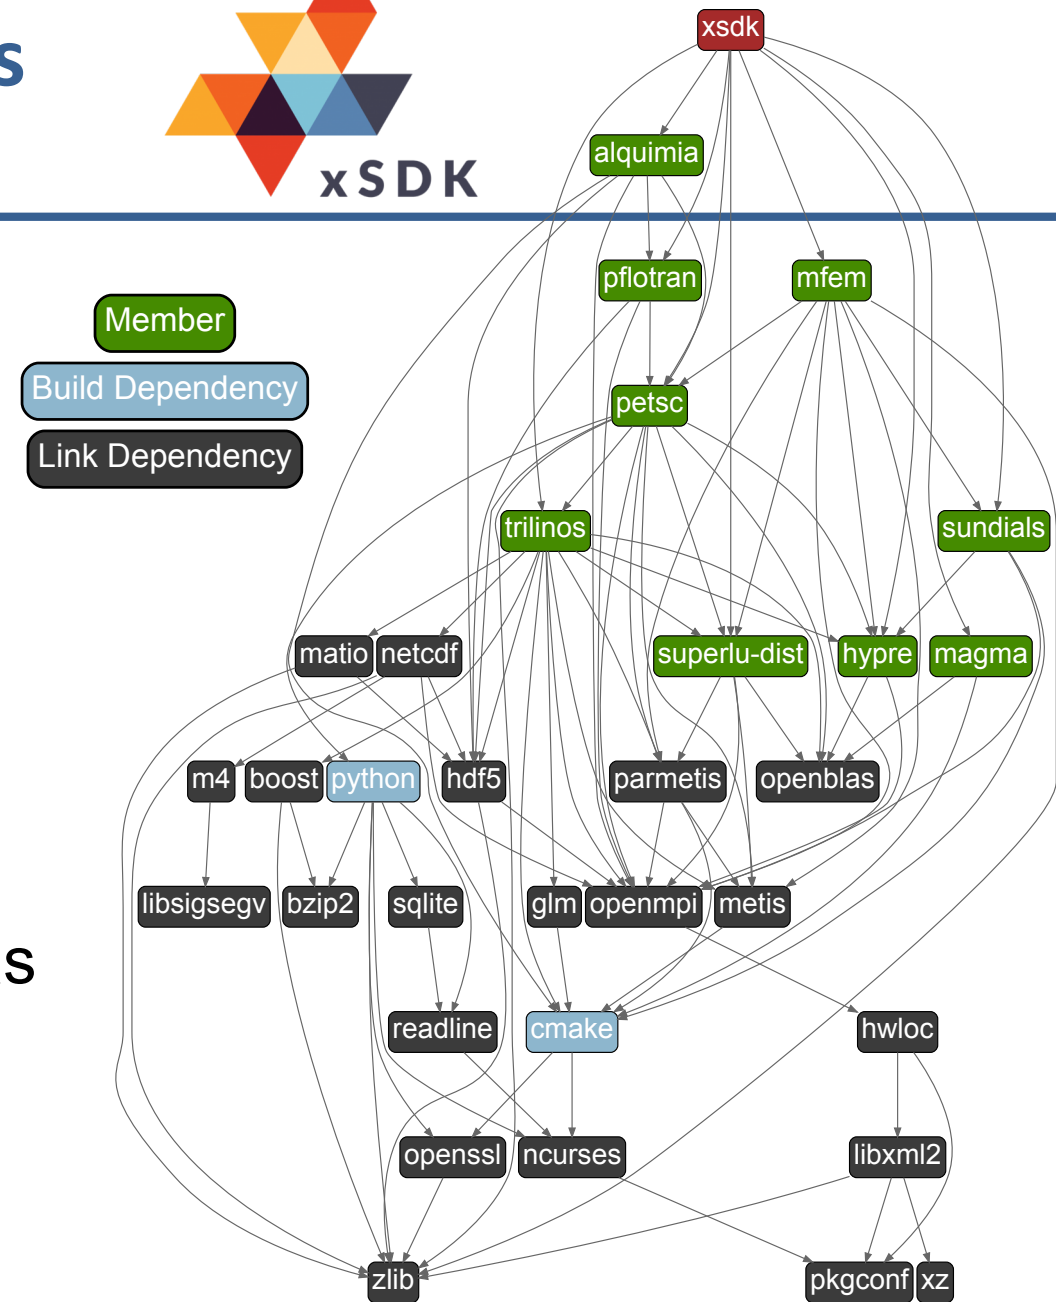 s
xSDK
xsdk
alquimia
pflotran
mfem
Member
Build Dependency
Link Dependency
petsc
trilinos
sundials
matio
netcdf
superlu-dist
hypre
magma
m4
boost
python
hdf5
parmetis
openblas
libsigsegv
bzip2
sqlite
glm
openmpi
metis
s
readline
cmake
hwloc
openssl
ncurses
libxml2
zlib
pkgconf
xz